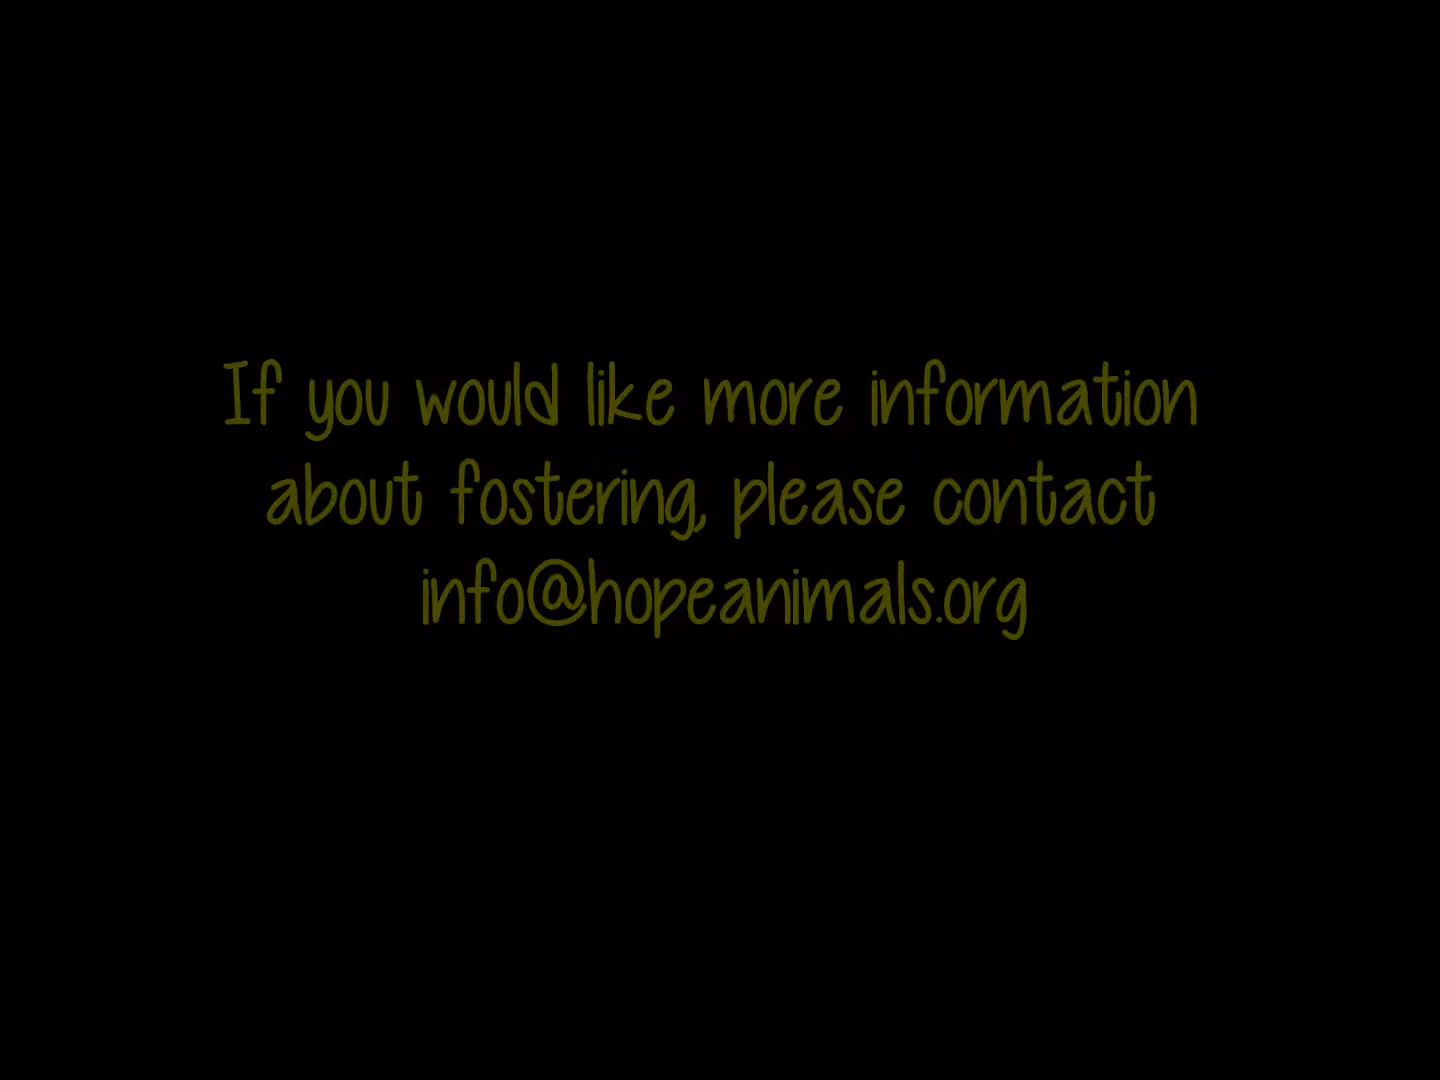 If you would like more information
about fostering, please contact
info@hopeanimals.org